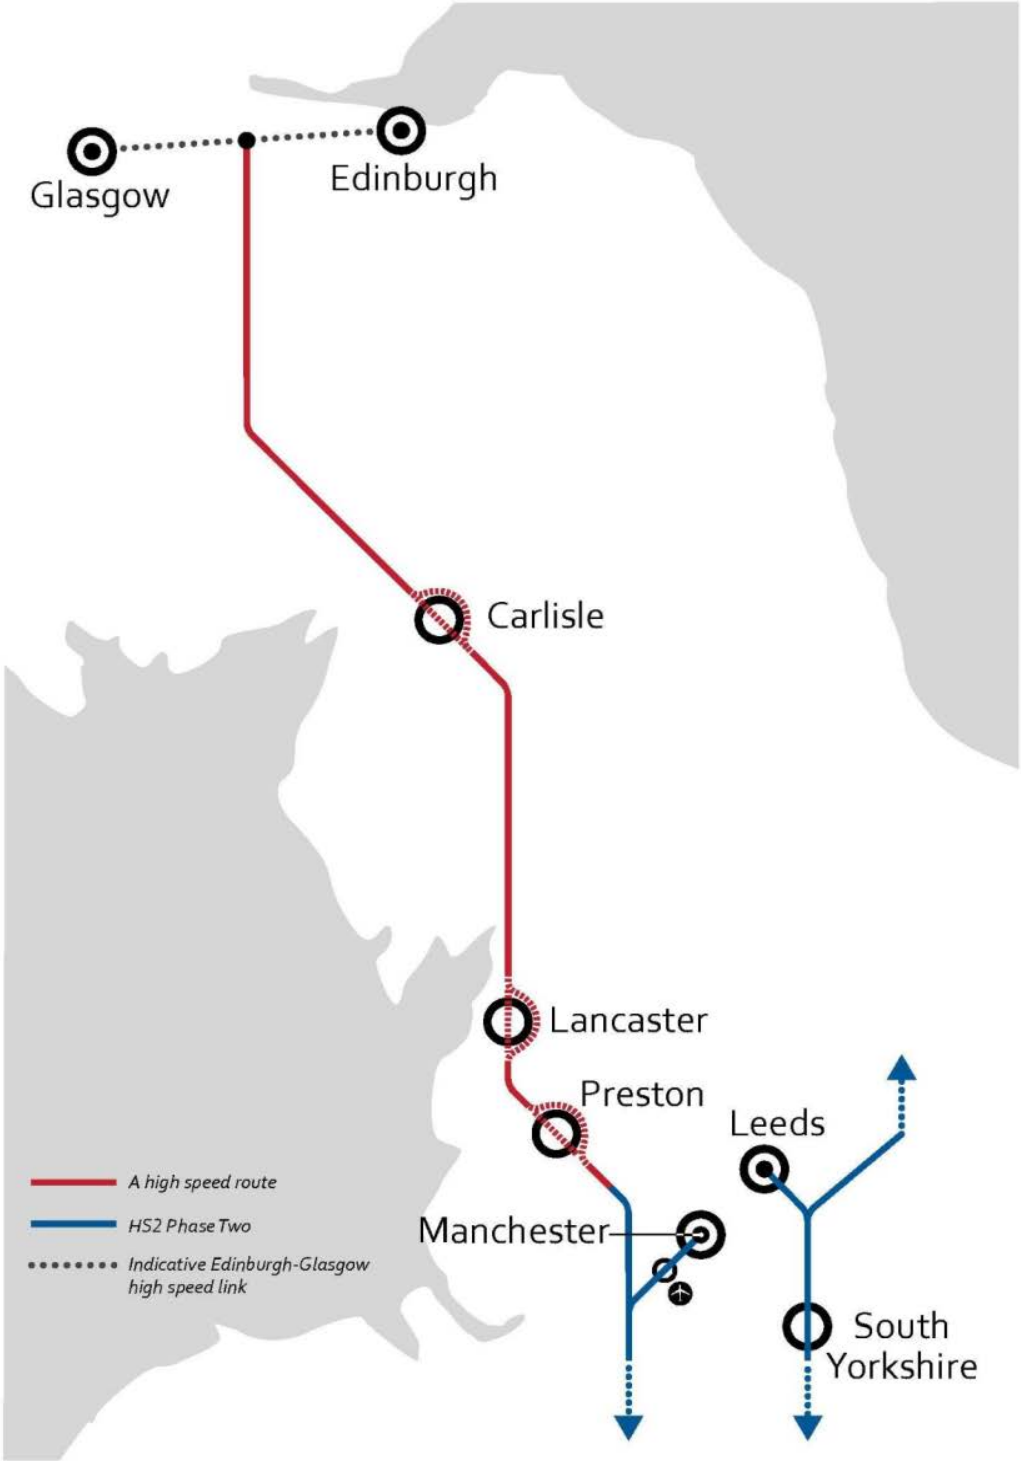 Edinburgh
Glasgow
Carlisle
Lancaster
Preston
Leeds
Manchester
South
Yorkshire
A high speed route
HS2 Phase Two
Indicative Edinburgh-Glasgow
high speed link